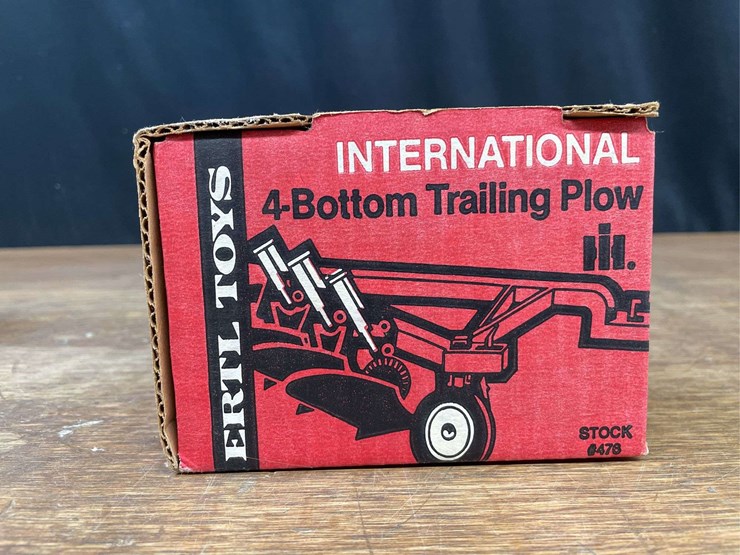 INTERNATIONAL
4-Bottom Trailing Plow
IH.
ERTL TOYS
STOCK
#478